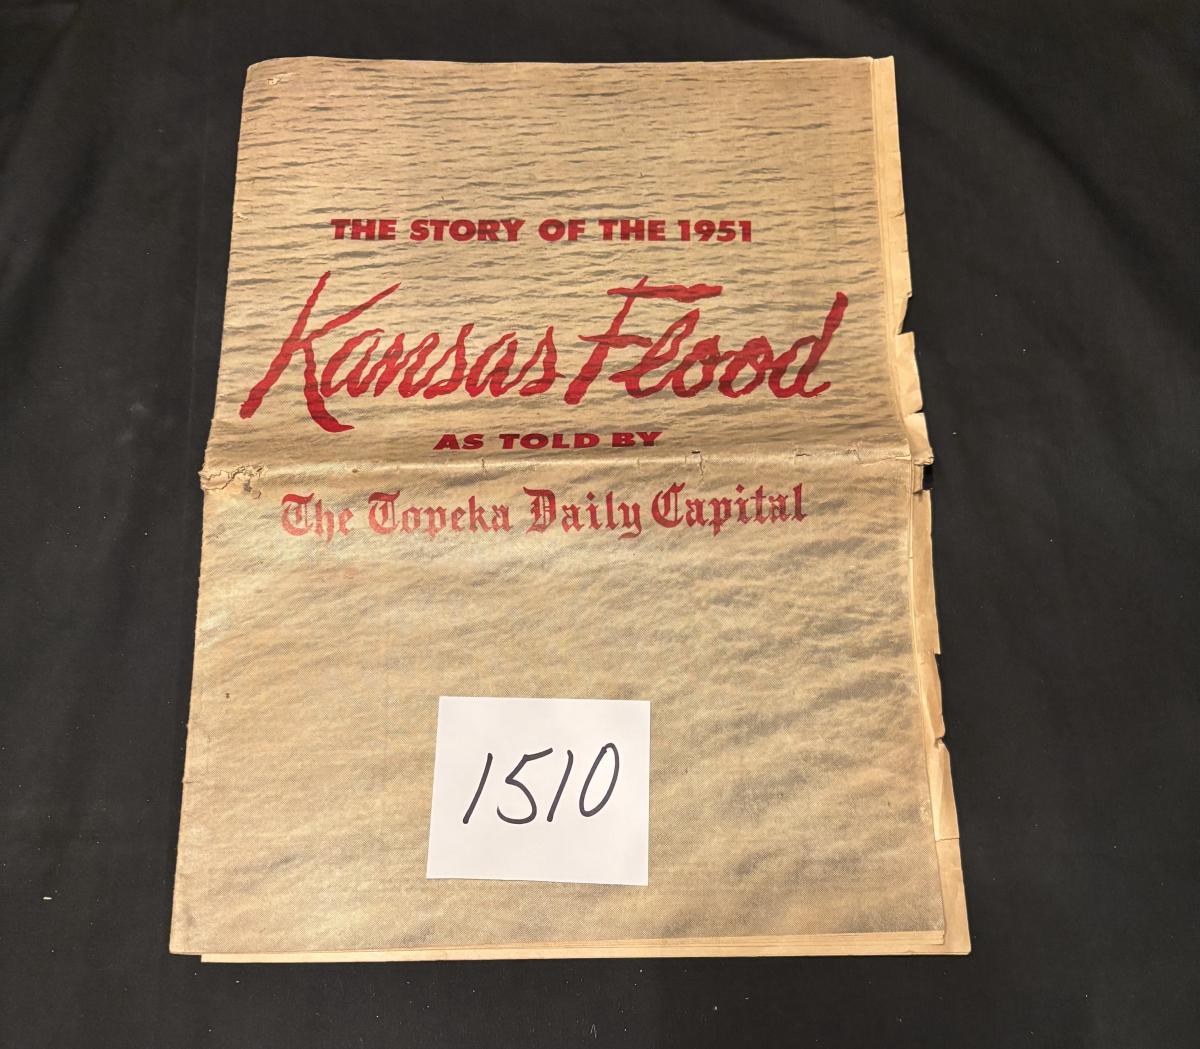 THE STORY OF THE 1951
Kansas Flood
AS TOLD BY
The Topeka Daily Capital
1510